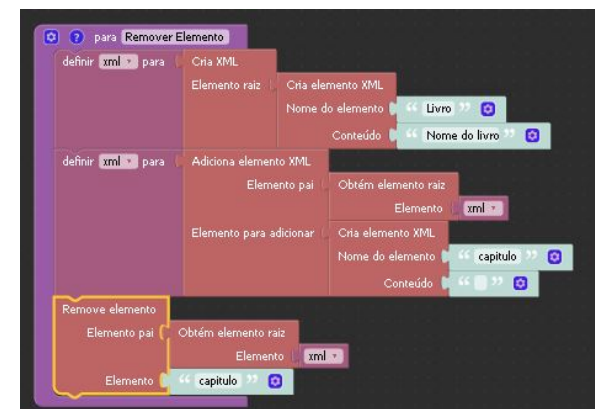 para Remover Elemento
definir xml para Cria XML
Elemento raiz Cria elemento XML
Nome do elemento “ Livro ”
Conteúdo “ Nome do livro ”
definir xml para Adiciona elemento XML
Elemento pai Obtém elemento raiz
Elemento xml
Elemento para adicionar Cria elemento XML
Nome do elemento “ capitulo ”
Conteúdo “ ”
Remove elemento
Elemento pai Obtém elemento raiz
Elemento xml
Elemento “ capitulo ”